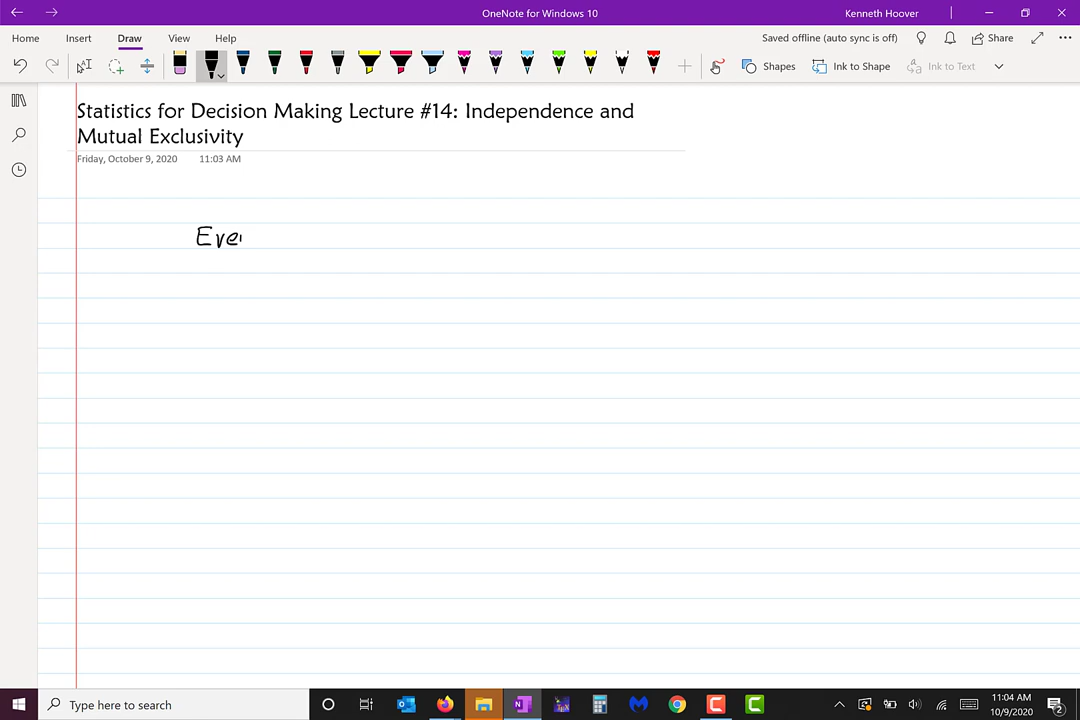 OneNote for Windows 10
Kenneth Hoover
Home Insert Draw View Help
Saved offline (auto sync is off)
Share
Shapes
Ink to Shape
Ink to Text
Statistics for Decision Making Lecture #14: Independence and
Mutual Exclusivity
Friday, October 9, 2020 11:03 AM
Eve
Type here to search
11:04 AM
10/9/2020
2